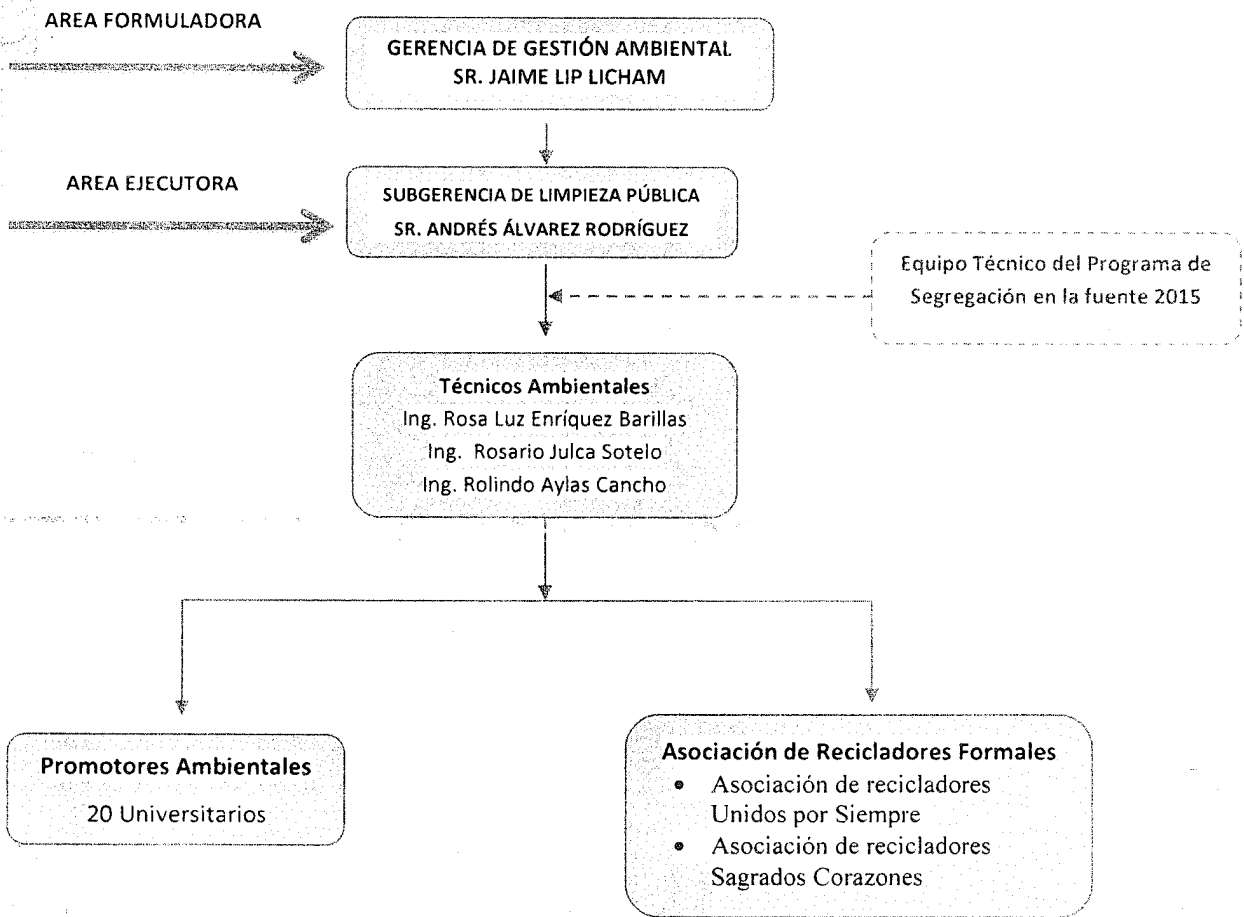 AREA FORMULADORA
GERENCIA DE GESTIÓN AMBIENTAL
SR. JAIME LIP LICHAM
AREA EJECUTORA
SUBGERENCIA DE LIMPIEZA PÚBLICA
SR. ANDRÉS ÁLVAREZ RODRÍGUEZ
Equipo Técnico del Programa de
Segregación en la fuente 2015
Técnicos Ambientales
Ing. Rosa Luz Enríquez Barillas
Ing. Rosario Julca Sotelo
Ing. Rolindo Aylas Cancho
Promotores Ambientales
20 Universitarios
Asociación de Recicladores Formales
• Asociación de recicladores
Unidos por Siempre
• Asociación de recicladores
Sagrados Corazones